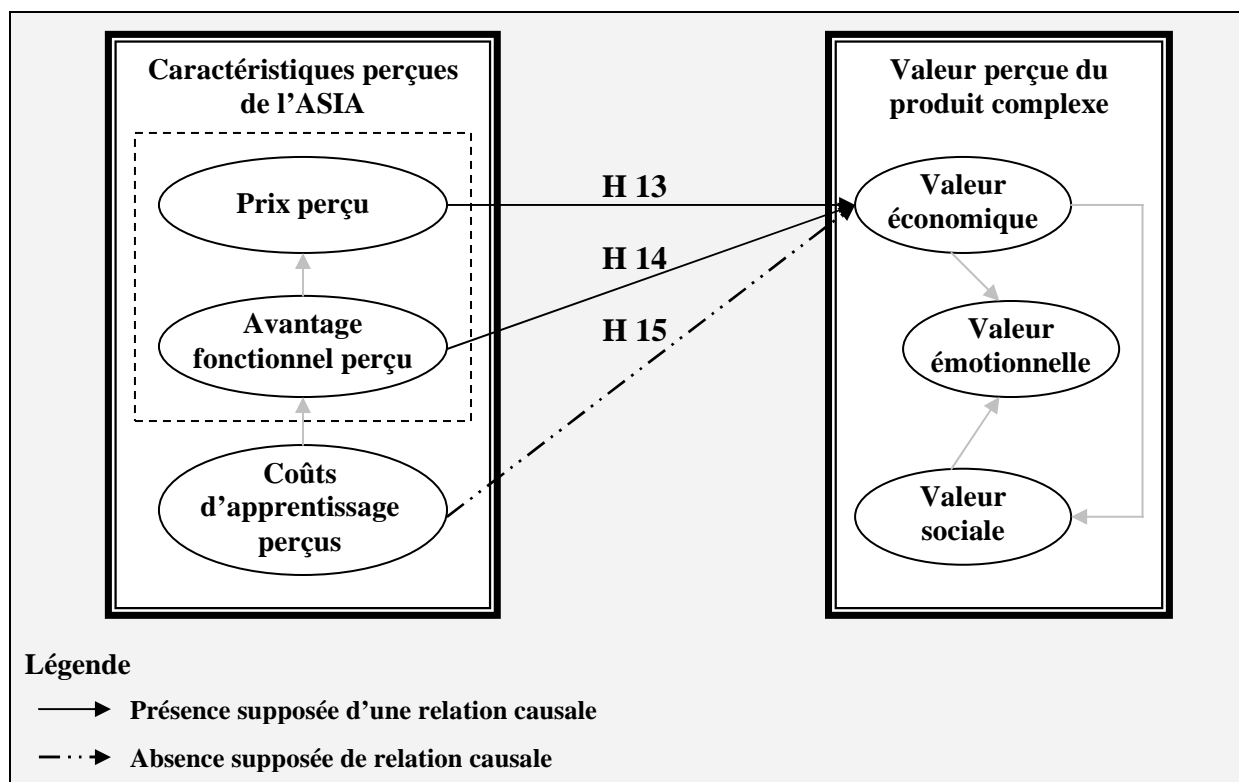 Caractéristiques perçues
de l’ASIA
Prix perçu
Avantage
fonctionnel perçu
Coûts
d’apprentissage
perçus
H 13
H 14
H 15
Valeur perçue du
produit complexe
Valeur
économique
Valeur
émotionnelle
Valeur
sociale
Légende
Présence supposée d’une relation causale
Absence supposée de relation causale